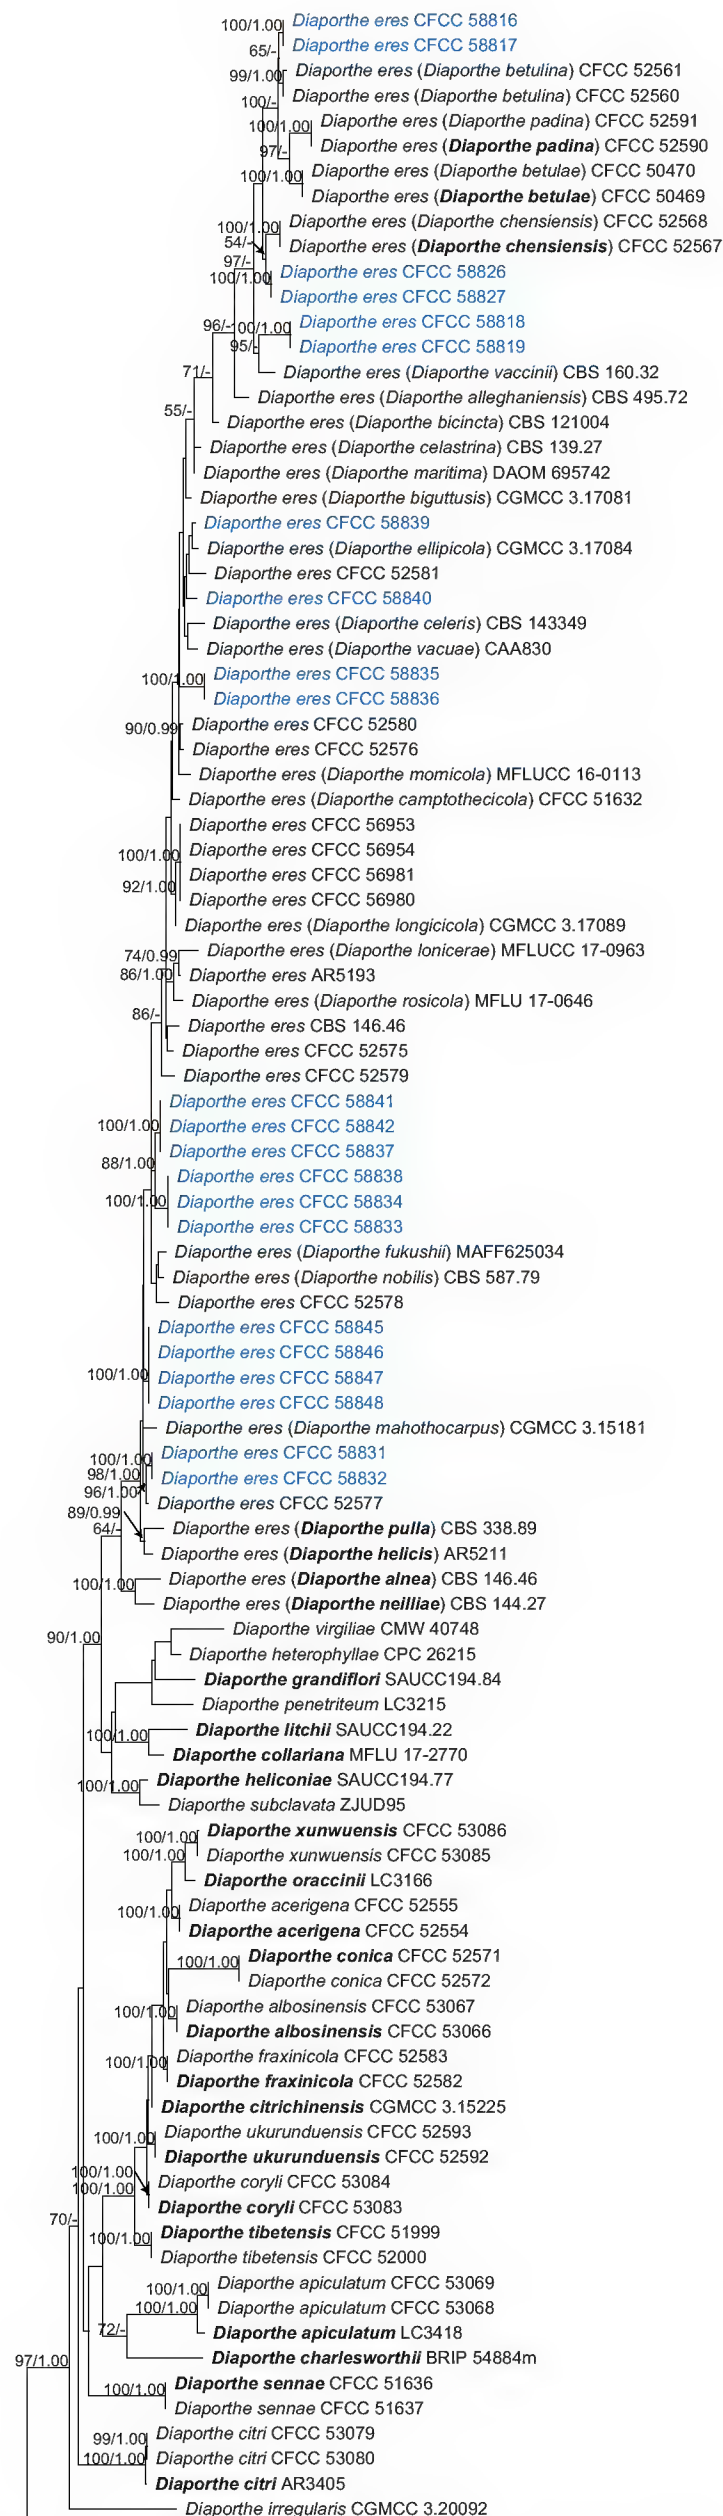 100/1.00
Diaporthe eres CFCC 58816
Diaporthe eres CFCC 58817
65/-
99/1.00
Diaporthe eres (Diaporthe betulina) CFCC 52561
Diaporthe eres (Diaporthe betulina) CFCC 52560
100/-
100/1.00
Diaporthe eres (Diaporthe padina) CFCC 52591
Diaporthe eres (Diaporthe padina) CFCC 52590
97/-
100/1.00
Diaporthe eres (Diaporthe betulae) CFCC 50470
Diaporthe eres (Diaporthe betulae) CFCC 50469
100/1.00
Diaporthe eres (Diaporthe chensiensis) CFCC 52568
Diaporthe eres (Diaporthe chensiensis) CFCC 52567
54/-
97/-
100/1.00
Diaporthe eres CFCC 58826
Diaporthe eres CFCC 58827
96/-
100/1.00
Diaporthe eres CFCC 58818
Diaporthe eres CFCC 58819
95/-
Diaporthe eres (Diaporthe vaccinii) CBS 160.32
71/-
Diaporthe eres (Diaporthe alleghaniensis) CBS 495.72
55/-
Diaporthe eres (Diaporthe bicincta) CBS 121004
Diaporthe eres (Diaporthe celastrina) CBS 139.27
Diaporthe eres (Diaporthe maritima) DAOM 695742
Diaporthe eres (Diaporthe biguttusis) CGMCC 3.17081
Diaporthe eres CFCC 58839
Diaporthe eres (Diaporthe ellipicola) CGMCC 3.17084
Diaporthe eres CFCC 52581
Diaporthe eres CFCC 58840
Diaporthe eres (Diaporthe celeris) CBS 143349
Diaporthe eres (Diaporthe vacuae) CAA830
100/1.00
Diaporthe eres CFCC 58835
Diaporthe eres CFCC 58836
90/0.99
Diaporthe eres CFCC 52580
Diaporthe eres CFCC 52576
Diaporthe eres (Diaporthe momicola) MFLUCC 16-0113
Diaporthe eres (Diaporthe camptothecicola) CFCC 51632
Diaporthe eres CFCC 56953
100/1.00
Diaporthe eres CFCC 56954
Diaporthe eres CFCC 56981
92/1.00
Diaporthe eres CFCC 56980
Diaporthe eres (Diaporthe longicicola) CGMCC 3.17089
74/0.99
Diaporthe eres (Diaporthe lonicerae) MFLUCC 17-0963
86/1.00
Diaporthe eres AR5193
Diaporthe eres (Diaporthe rosicola) MFLU 17-0646
86/-
Diaporthe eres CBS 146.46
Diaporthe eres CFCC 52575
Diaporthe eres CFCC 52579
Diaporthe eres CFCC 58841
100/1.00
Diaporthe eres CFCC 58842
Diaporthe eres CFCC 58837
88/1.00
Diaporthe eres CFCC 58838
100/1.00
Diaporthe eres CFCC 58834
Diaporthe eres CFCC 58833
Diaporthe eres (Diaporthe fukushii) MAFF625034
Diaporthe eres (Diaporthe nobilis) CBS 587.79
Diaporthe eres CFCC 52578
Diaporthe eres CFCC 58845
Diaporthe eres CFCC 58846
100/1.00
Diaporthe eres CFCC 58847
Diaporthe eres CFCC 58848
Diaporthe eres (Diaporthe mahothocarpus) CGMCC 3.15181
100/1.00
Diaporthe eres CFCC 58831
98/1.00
Diaporthe eres CFCC 58832
96/1.00
Diaporthe eres CFCC 52577
89/0.99
64/-
Diaporthe eres (Diaporthe pulla) CBS 338.89
Diaporthe eres (Diaporthe helicis) AR5211
100/1.00
Diaporthe eres (Diaporthe alnea) CBS 146.46
Diaporthe eres (Diaporthe neilliae) CBS 144.27
90/1.00
Diaporthe virgiliae CMW 40748
Diaporthe heterophyllae CPC 26215
Diaporthe grandiflori SAUCC194.84
Diaporthe penetriteum LC3215
100/1.00
Diaporthe litchii SAUCC194.22
Diaporthe collariana MFLU 17-2770
100/1.00
Diaporthe heliconiae SAUCC194.77
Diaporthe subclavata ZJUD95
100/1.00
Diaporthe xunwuensis CFCC 53086
100/1.00
Diaporthe xunwuensis CFCC 53085
Diaporthe oraccinii LC3166
100/1.00
Diaporthe acerigena CFCC 52555
Diaporthe acerigena CFCC 52554
100/1.00
Diaporthe conica CFCC 52571
Diaporthe conica CFCC 52572
100/1.00
Diaporthe albosinensis CFCC 53067
Diaporthe albosinensis CFCC 53066
100/1.00
Diaporthe fraxinicola CFCC 52583
Diaporthe fraxinicola CFCC 52582
Diaporthe citrichinensis CGMCC 3.15225
100/1.00
Diaporthe ukurunduensis CFCC 52593
Diaporthe ukurunduensis CFCC 52592
100/1.00
100/1.00
Diaporthe coryli CFCC 53084
Diaporthe coryli CFCC 53083
70/-
100/1.00
Diaporthe tibetensis CFCC 51999
Diaporthe tibetensis CFCC 52000
100/1.00
Diaporthe apiculatum CFCC 53069
100/1.00
Diaporthe apiculatum CFCC 53068
72/-
Diaporthe apiculatum LC3418
Diaporthe charlesworthii BRIP 54884m
97/1.00
100/1.00
Diaporthe sennae CFCC 51636
Diaporthe sennae CFCC 51637
99/1.00
Diaporthe citri CFCC 53079
100/1.00
Diaporthe citri CFCC 53080
Diaporthe citri AR3405
Diaporthe irregularis CGMCC 3.20092